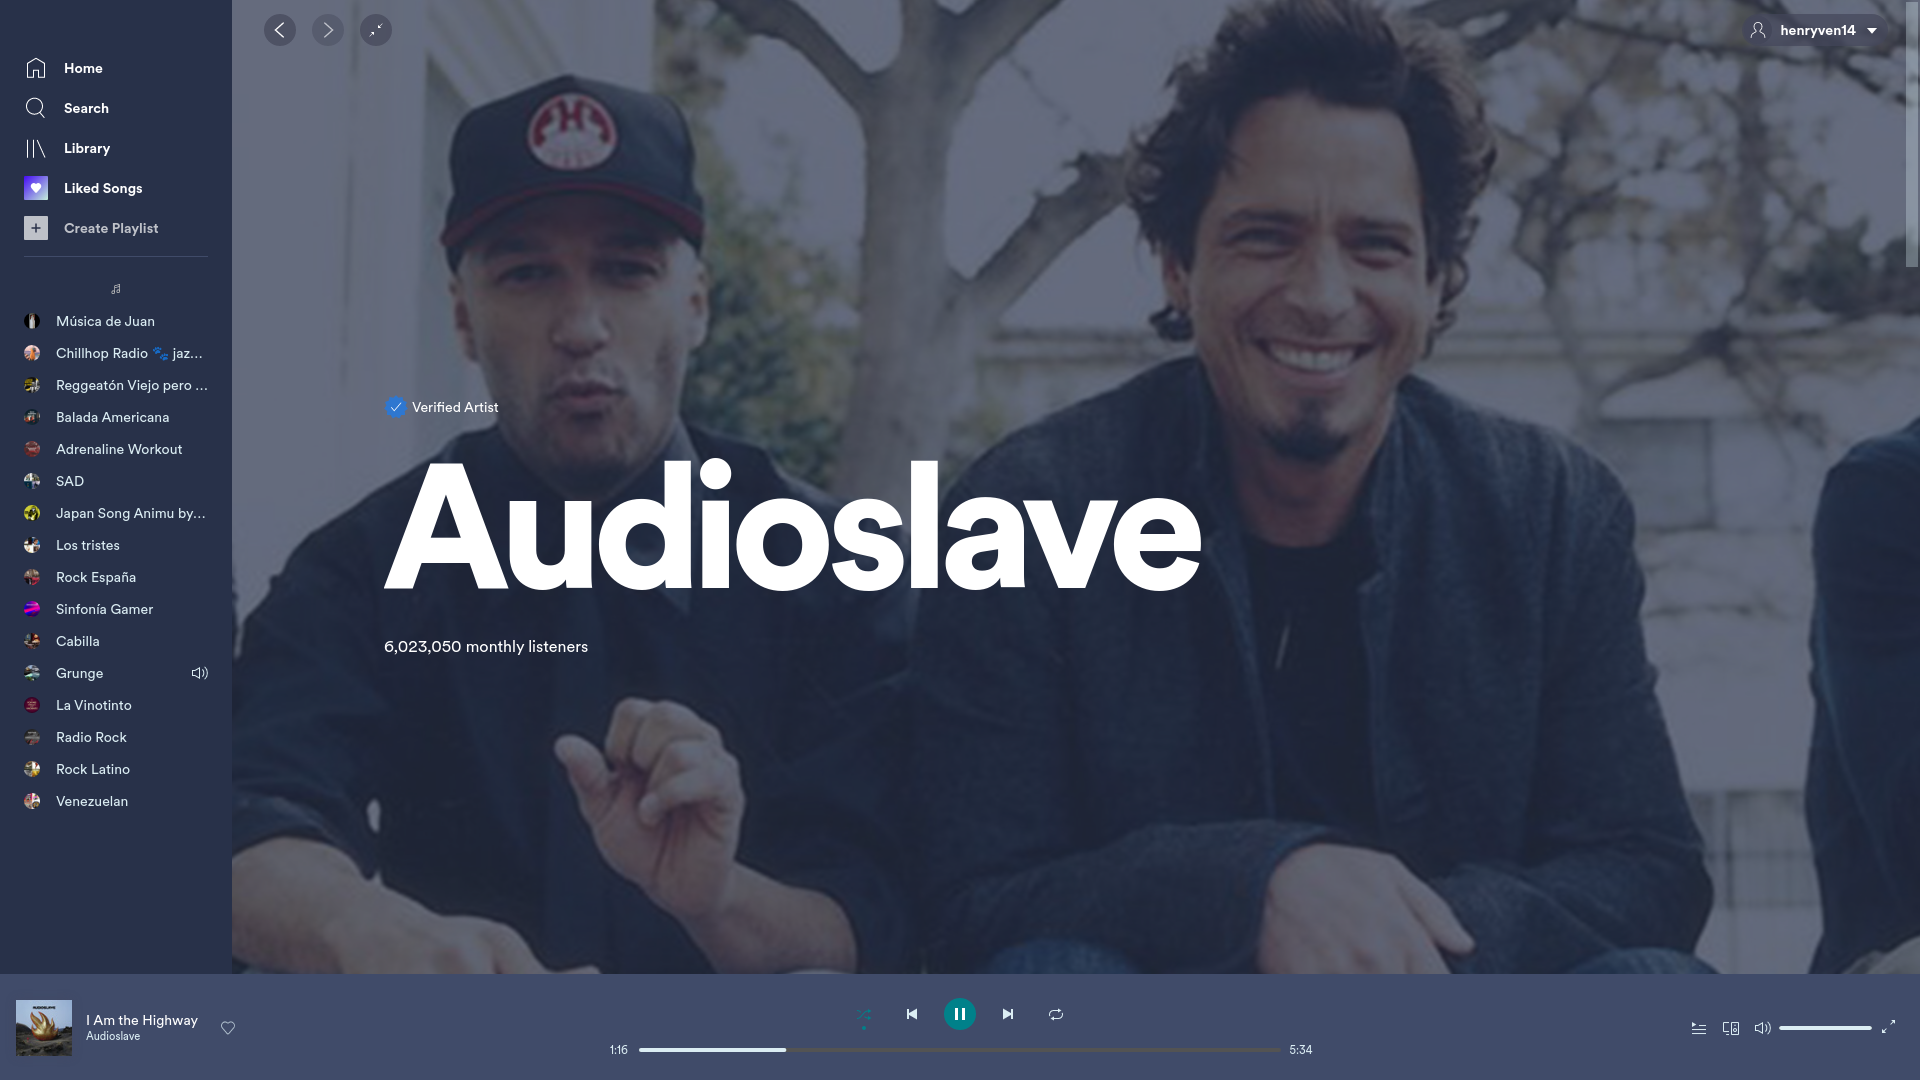 henryven14
Home
Search
Library
Liked Songs
Create Playlist
Música de Juan
Chillhop Radio 🐾 jaz...
Reggeatón Viejo pero ...
Balada Americana
Adrenaline Workout
SAD
Japan Song Animu by...
Los tristes
Rock España
Sinfonía Gamer
Cabilla
Grunge
La Vinotinto
Radio Rock
Rock Latino
Venezuelan
Verified Artist
Audioslave
6,023,050 monthly listeners
AUDIOSLAVE
I Am the Highway
Audioslave
1:16
5:34